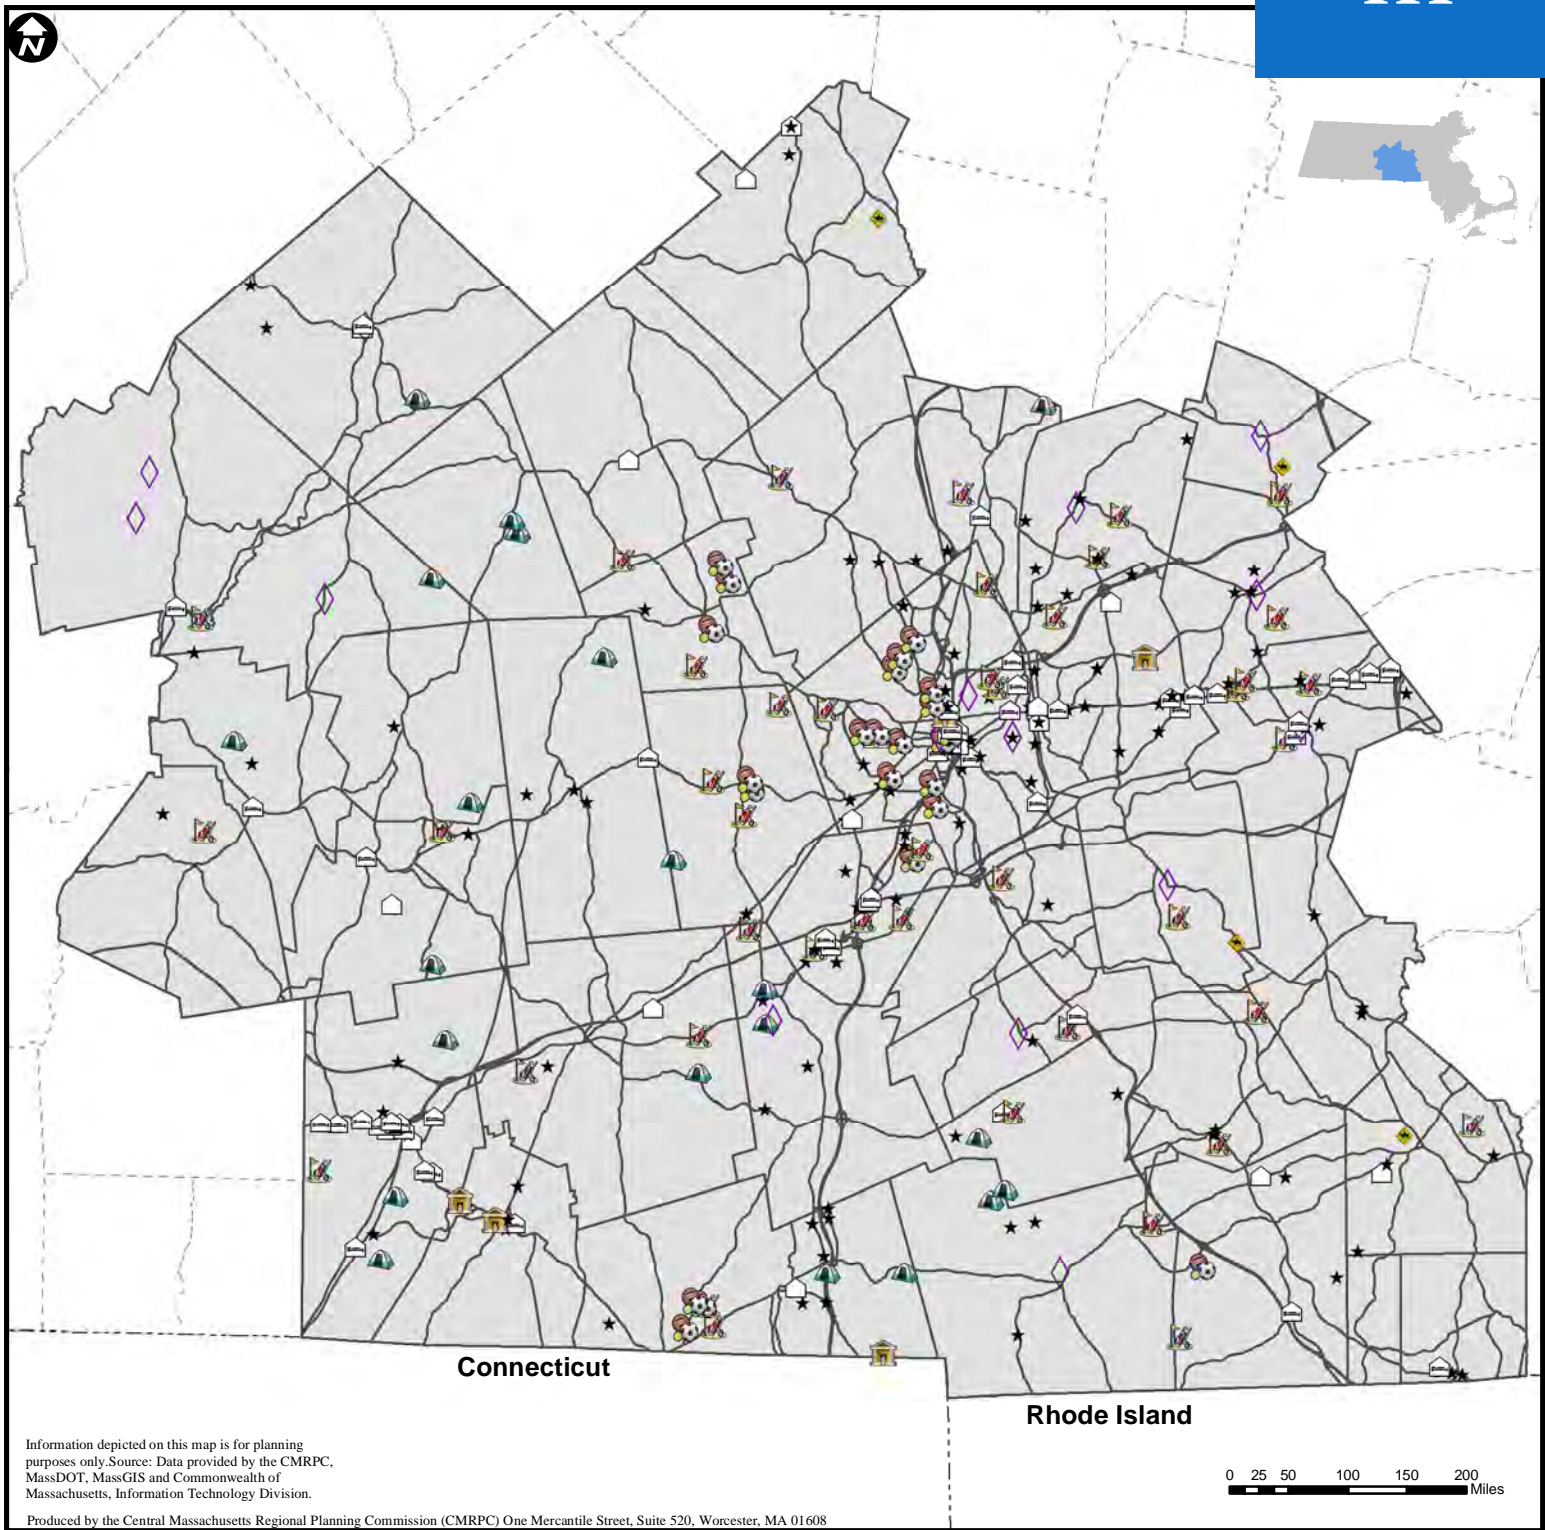 N
Connecticut
Rhode Island
Information depicted on this map is for planning
purposes only.Source: Data provided by the CMRPC,
MassDOT, MassGIS and Commonwealth of
Massachusetts, Information Technology Division.
0 25 50 100 150 200
Miles
Produced by the Central Massachusetts Regional Planning Commission (CMRPC) One Mercantile Street, Suite 520, Worcester, MA 01608